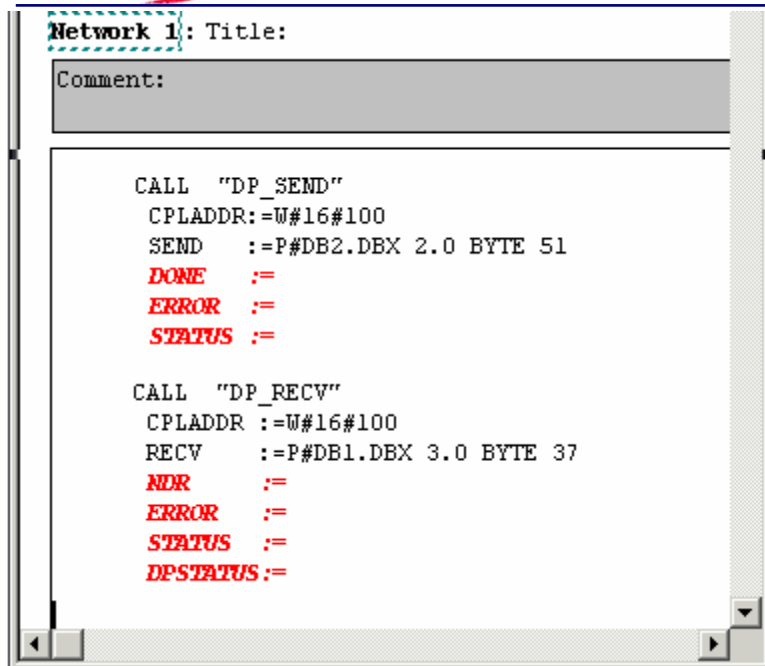 Network 1: Title:
Comment:
CALL "DP_SEND"
CPLADDR:=W#16#100
SEND :=P#DB2.DBX 2.0 BYTE 51
DONE :=
ERROR :=
STATUS :=
CALL "DP_RECV"
CPLADDR :=W#16#100
RECV :=P#DB1.DBX 3.0 BYTE 37
NDR :=
ERROR :=
STATUS :=
DPSTATUS:=